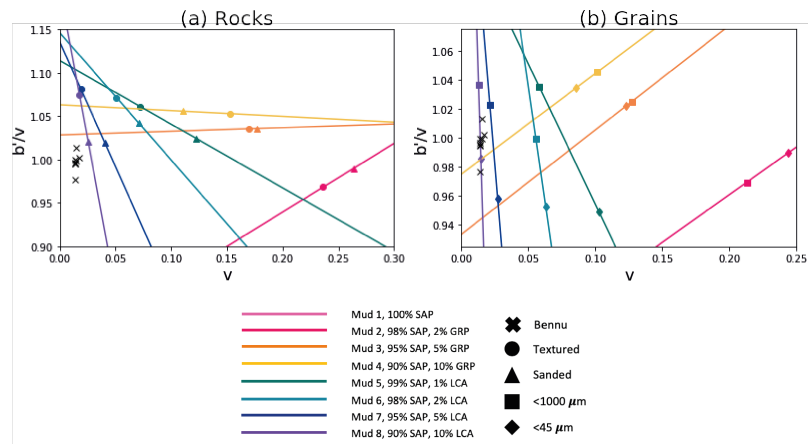 (a) Rocks
(b) Grains
1.15
1.10
1.05
1.00
0.95
0.90
b'/v
0.00
0.05
0.10
0.15
0.20
0.25
0.30
v
1.06
1.04
1.02
1.00
0.98
0.96
0.94
b'/v
0.00
0.05
0.10
0.15
0.20
0.25
v
Mud 1, 100% SAP
Mud 2, 98% SAP, 2% GRP
Mud 3, 95% SAP, 5% GRP
Mud 4, 90% SAP, 10% GRP
Mud 5, 99% SAP, 1% LCA
Mud 6, 98% SAP, 2% LCA
Mud 7, 95% SAP, 5% LCA
Mud 8, 90% SAP, 10% LCA
Bennu
Textured
Sanded
<1000 μm
<45 μm